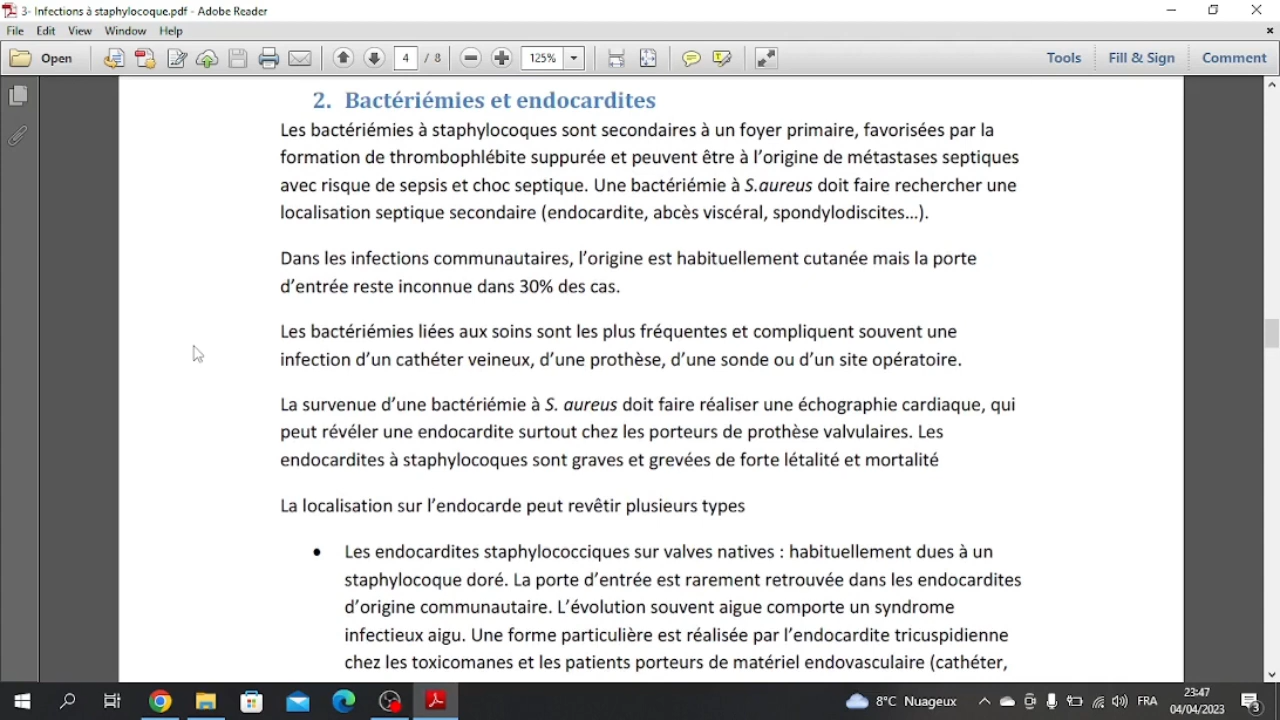 3- Infections à staphylocoque.pdf - Adobe Reader
File Edit View Window Help
Open 4 / 8 125% Tools Fill & Sign Comment
2. Bactériémies et endocardites
Les bactériémies à staphylocoques sont secondaires à un foyer primaire, favorisées par la
formation de thrombophlébite suppurée et peuvent être à l’origine de métastases septiques
avec risque de sepsis et choc septique. Une bactériémie à S.aureus doit faire rechercher une
localisation septique secondaire (endocardite, abcès viscéral, spondylodiscites…).
Dans les infections communautaires, l’origine est habituellement cutanée mais la porte
d’entrée reste inconnue dans 30% des cas.
Les bactériémies liées aux soins sont les plus fréquentes et compliquent souvent une
infection d’un cathéter veineux, d’une prothèse, d’une sonde ou d’un site opératoire.
La survenue d’une bactériémie à S. aureus doit faire réaliser une échographie cardiaque, qui
peut révéler une endocardite surtout chez les porteurs de prothèse valvulaires. Les
endocardites à staphylocoques sont graves et grevées de forte létalité et mortalité
La localisation sur l’endocarde peut revêtir plusieurs types
• Les endocardites staphylococciques sur valves natives : habituellement dues à un
staphylocoque doré. La porte d’entrée est rarement retrouvée dans les endocardites
d’origine communautaire. L’évolution souvent aigue comporte un syndrome
infectieux aigu. Une forme particulière est réalisée par l’endocardite tricuspidienne
chez les toxicomanes et les patients porteurs de matériel endovasculaire (cathéter,
8°C Nuageux FRA 23:47
04/04/2023 3